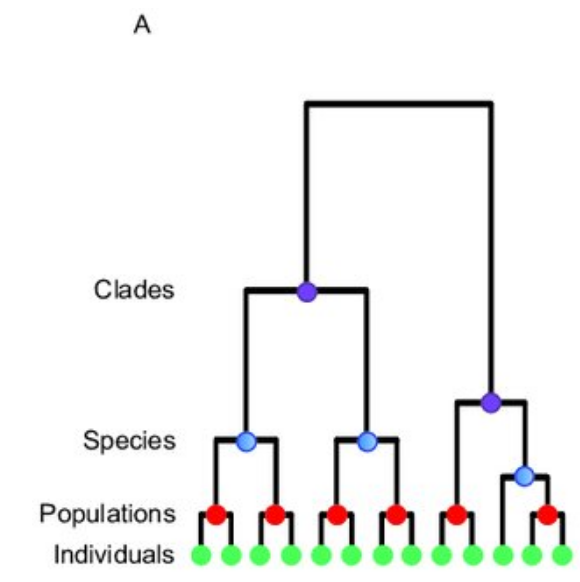 A
Clades
Species
Populations
Individuals